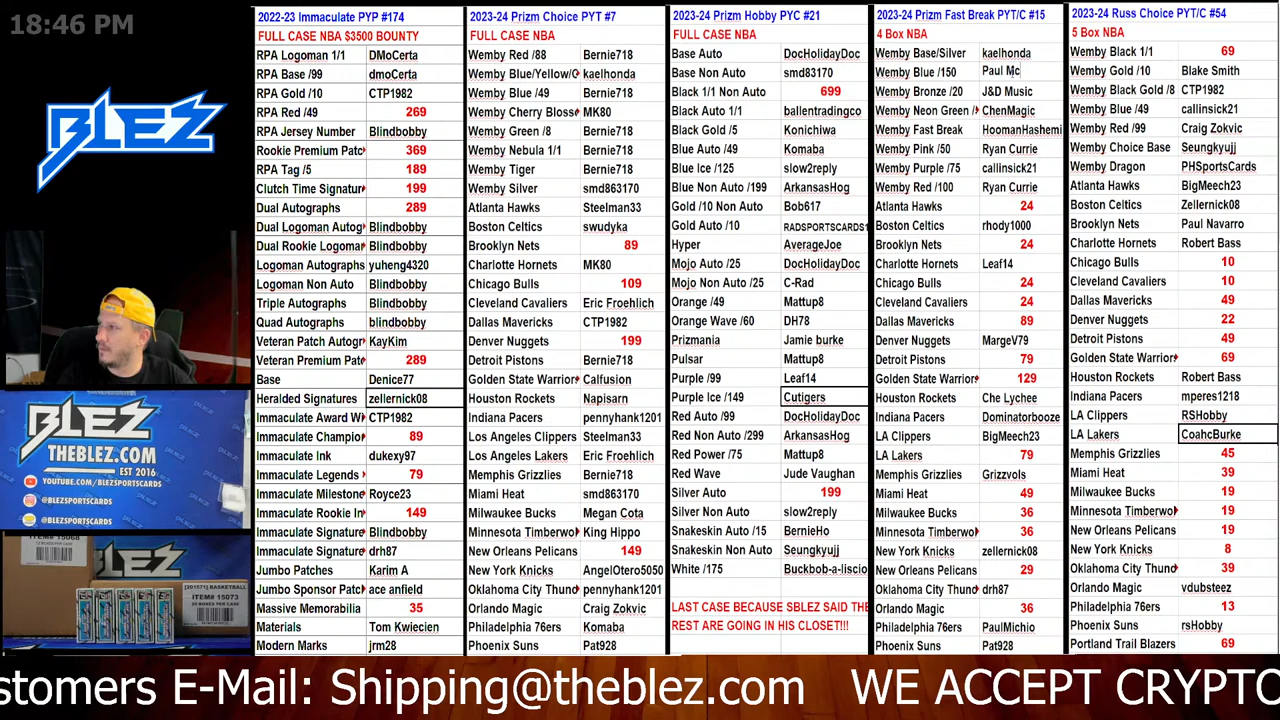 18:46 PM
BLEZ
BLEZ
THEBLEZ.COM
EST 2016
YOUTUBE.COM/BLEZSPORTSCARDS
@BLEZSPORTSCARDS
@BLEZSPORTSCARDS
ITEM# 15068
BLEZ
[201571] BASKETBALL
ITEM# 15073
2022-23 Immaculate PYP #174
FULL CASE NBA $3500 BOUNTY
RPA Logoman 1/1 DMoCerta
RPA Base /99 dmoCerta
RPA Gold /10 CTP1982
RPA Red /49 269
RPA Jersey Number Blindbobby
Rookie Premium Patc 369
RPA Tag /5 189
Clutch Time Signatur 199
Dual Autographs 289
Dual Logoman Autog Blindbobby
Dual Rookie Logoma Blindbobby
Logoman Autographs yuheng4320
Logoman Non Auto Blindbobby
Triple Autographs Blindbobby
Quad Autographs blindbobby
Veteran Patch Autogr KayKim
Veteran Premium Pat 289
Base Denice77
Heralded Signatures zellernick08
Immaculate Award W CTP1982
Immaculate Champio 89
Immaculate Ink dukexy97
Immaculate Legends 79
Immaculate Milestone Royce23
Immaculate Rookie In 149
Immaculate Signature Blindbobby
Immaculate Signature drh87
Jumbo Patches Karim A
Jumbo Sponsor Patc ace anfield
Massive Memorabilia 35
Materials Tom Kwiecien
Modern Marks jrm28
2023-24 Prizm Choice PYT #7
FULL CASE NBA
Wemby Red /88 Bernie718
Wemby Blue/Yellow/G kaelhonda
Wemby Blue /49 Bernie718
Wemby Cherry Bloss MK80
Wemby Green /8 Bernie718
Wemby Nebula 1/1 Bernie718
Wemby Tiger Bernie718
Wemby Silver smd863170
Atlanta Hawks Steelman33
Boston Celtics swudyka
Brooklyn Nets 89
Charlotte Hornets MK80
Chicago Bulls 109
Cleveland Cavaliers Eric Froehlich
Dallas Mavericks CTP1982
Denver Nuggets 199
Detroit Pistons Bernie718
Golden State Warrior Calfusion
Houston Rockets Napisarn
Indiana Pacers pennyhank1201
Los Angeles Clippers Steelman33
Los Angeles Lakers Eric Froehlich
Memphis Grizzlies Bernie718
Miami Heat smd863170
Milwaukee Bucks Megan Cota
Minnesota Timberwo King Hippo
New Orleans Pelicans 149
New York Knicks AngelOtero5050
Oklahoma City Thund pennyhank1201
Orlando Magic Craig Zokvic
Philadelphia 76ers Komaba
Phoenix Suns Pat928
2023-24 Prizm Hobby PYC #21
FULL CASE NBA
Base Auto DocHolidayDoc
Base Non Auto smd83170
Black 1/1 Non Auto 699
Black Auto 1/1 ballentradingco
Black Gold /5 Konichiwa
Blue Auto /49 Komaba
Blue Ice /125 slow2reply
Blue Non Auto /199 ArkansasHog
Gold /10 Non Auto Bob617
Gold Auto /10 RADSPORTSCARDS1
Hyper AverageJoe
Mojo Auto /25 DocHolidayDoc
Mojo Non Auto /25 C-Rad
Orange /49 Mattup8
Orange Wave /60 DH78
Prizmania Jamie burke
Pulsar Mattup8
Purple /99 Leaf14
Purple Ice /149 Cutigers
Red Auto /99 DocHolidayDoc
Red Non Auto /299 ArkansasHog
Red Power /75 Mattup8
Red Wave Jude Vaughan
Silver Auto 199
Silver Non Auto slow2reply
Snakeskin Auto /15 BernieHo
Snakeskin Non Auto Seungkyujj
White /175 Buckbob-a-liscio
LAST CASE BECAUSE SBLEZ SAID THE
REST ARE GOING IN HIS CLOSET!!!
2023-24 Prizm Fast Break PYT/C #15
4 Box NBA
Wemby Base/Silver kaelhonda
Wemby Blue /150 Paul Mc
Wemby Bronze /20 J&D Music
Wemby Neon Green / ChenMagic
Wemby Fast Break HoomanHashemi
Wemby Pink /50 Ryan Currie
Wemby Purple /75 callinsick21
Wemby Red /100 Ryan Currie
Atlanta Hawks 24
Boston Celtics rhody1000
Brooklyn Nets 24
Charlotte Hornets Leaf14
Chicago Bulls 24
Cleveland Cavaliers 24
Dallas Mavericks 89
Denver Nuggets MargeV79
Detroit Pistons 79
Golden State Warrior 129
Houston Rockets Che Lychee
Indiana Pacers Dominatorbooze
LA Clippers BigMeech23
LA Lakers 79
Memphis Grizzlies Grizzvols
Miami Heat 49
Milwaukee Bucks 36
Minnesota Timberwo 36
New York Knicks zellernick08
New Orleans Pelicans 29
Oklahoma City Thund drh87
Orlando Magic 36
Philadelphia 76ers PaulMichio
Phoenix Suns Pat928
2023-24 Russ Choice PYT/C #54
5 Box NBA
Wemby Black 1/1 69
Wemby Gold /10 Blake Smith
Wemby Black Gold /8 CTP1982
Wemby Blue /49 callinsick21
Wemby Red /99 Craig Zokvic
Wemby Choice Base Seungkyujj
Wemby Dragon PHSportsCards
Atlanta Hawks BigMeech23
Boston Celtics Zellernick08
Brooklyn Nets Paul Navarro
Charlotte Hornets Robert Bass
Chicago Bulls 10
Cleveland Cavaliers 10
Dallas Mavericks 49
Denver Nuggets 22
Detroit Pistons 49
Golden State Warrior 69
Houston Rockets Robert Bass
Indiana Pacers mperes1218
LA Clippers RSHobby
LA Lakers CoahcBurke
Memphis Grizzlies 45
Miami Heat 39
Milwaukee Bucks 19
Minnesota Timberwo 19
New Orleans Pelicans 19
New York Knicks 8
Oklahoma City Thund 39
Orlando Magic vdubsteez
Philadelphia 76ers 13
Phoenix Suns rsHobby
Portland Trail Blazers 69
stomers E-Mail: Shipping@theblez.com WE ACCEPT CRYPTO